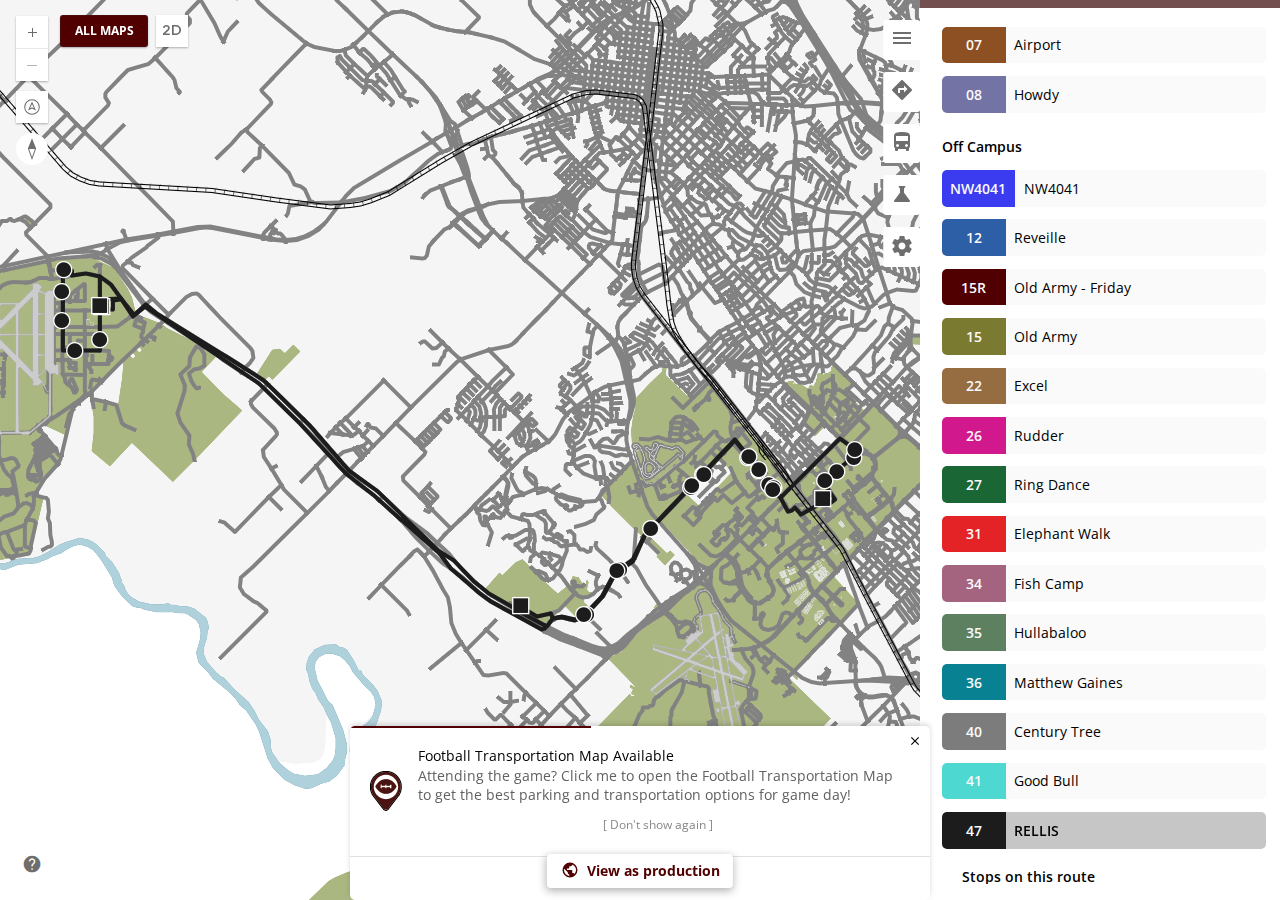 +
ALL MAPS
2D
−
A
07 Airport
08 Howdy
Off Campus
NW4041 NW4041
12 Reveille
15R Old Army - Friday
15 Old Army
22 Excel
26 Rudder
27 Ring Dance
31 Elephant Walk
34 Fish Camp
35 Hullabaloo
36 Matthew Gaines
40 Century Tree
41 Good Bull
47 RELLIS
Stops on this route
Football Transportation Map Available
Attending the game? Click me to open the Football Transportation Map
to get the best parking and transportation options for game day!
[ Don't show again ]
View as production